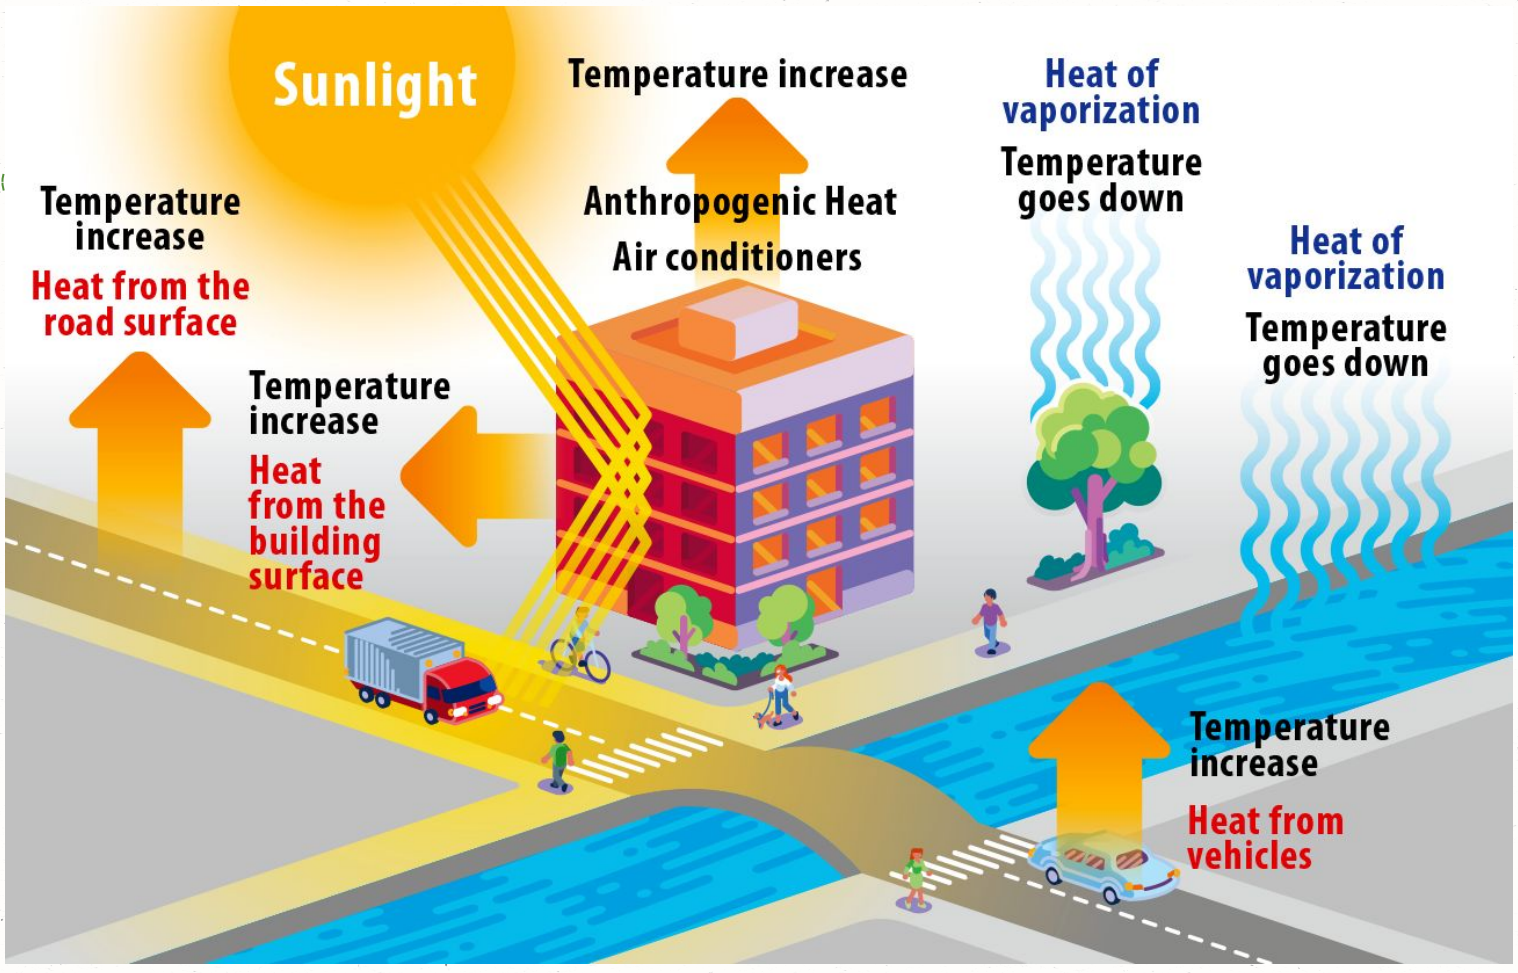 Sunlight
Temperature increase
Anthropogenic Heat
Air conditioners
Heat of
vaporization
Temperature
goes down
Heat of
vaporization
Temperature
goes down
Temperature
increase
Heat from the
road surface
Temperature
increase
Heat
from the
building
surface
Temperature
increase
Heat from
vehicles